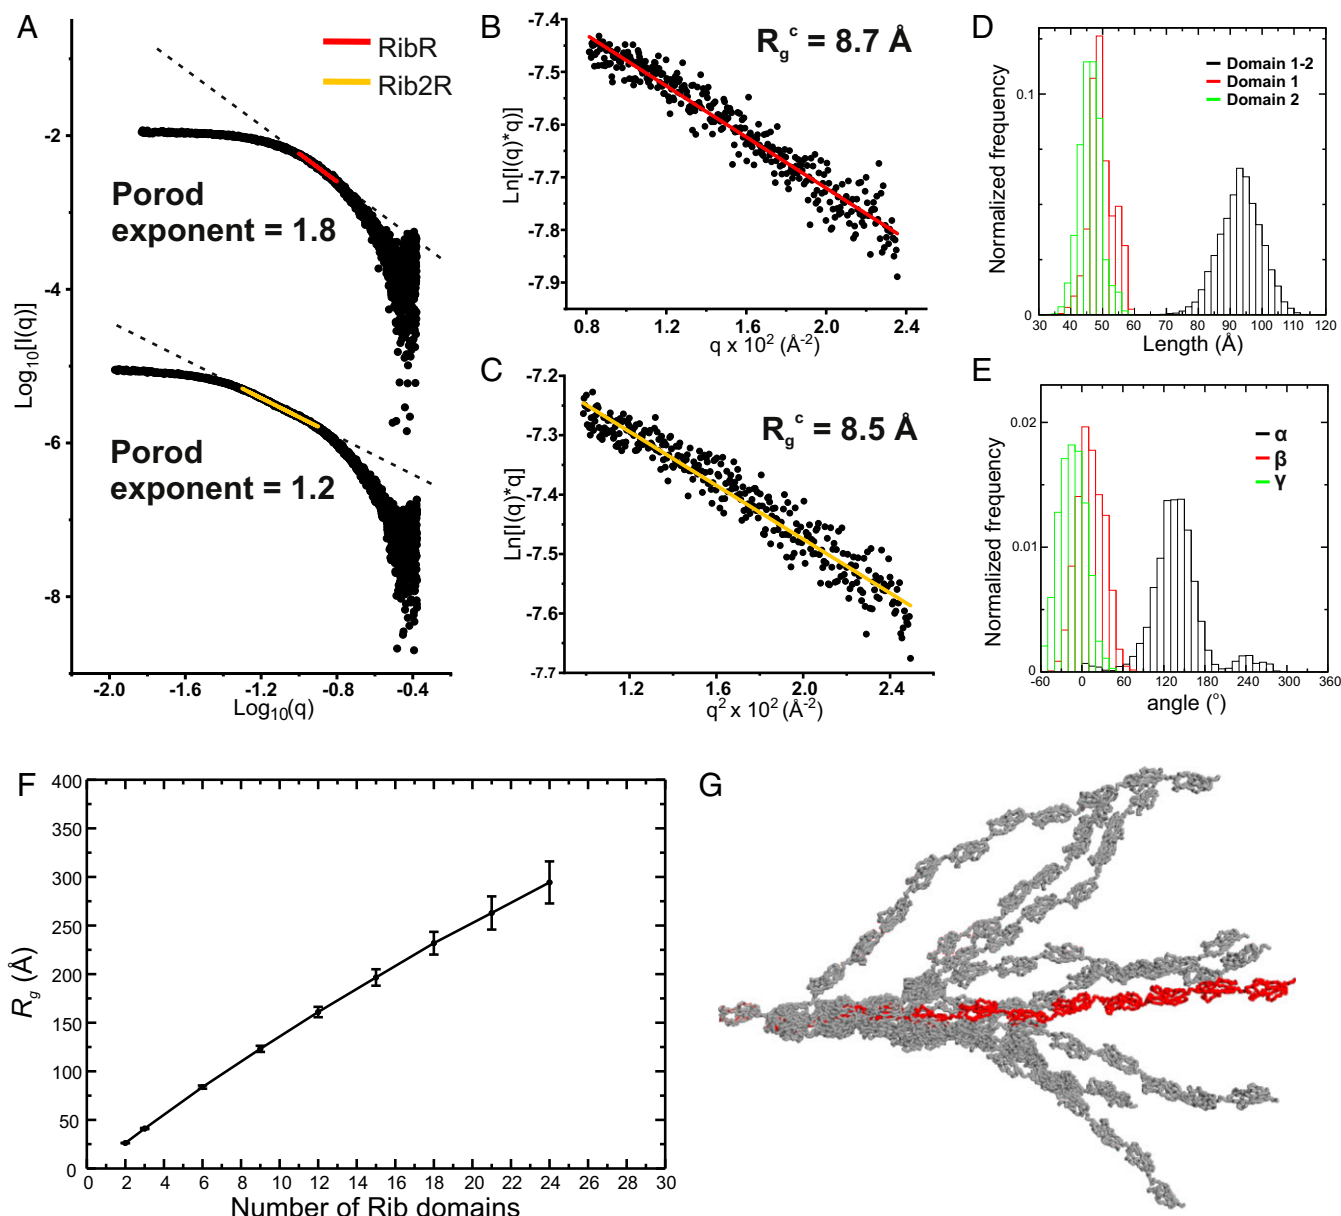 A
RibR
Rib2R
Porod
exponent = 1.8
Porod
exponent = 1.2
Log10[I(q)]
-2
-4
-6
-8
-2.0 -1.6 -1.2 -0.8 -0.4
Log10(q)
B
Rgc = 8.7 Å
Ln[I(q)*q)]
-7.4
-7.5
-7.6
-7.7
-7.8
-7.9
0.8 1.2 1.6 2.0 2.4
q x 10² (Å⁻²)
C
Rgc = 8.5 Å
Ln[I(q)*q]
-7.2
-7.3
-7.4
-7.5
-7.6
-7.7
1.2 1.6 2.0 2.4
q² x 10² (Å⁻²)
D
Domain 1-2
Domain 1
Domain 2
Normalized frequency
0.1
0
30 40 50 60 70 80 90 100 110 120
Length (Å)
E
α
β
γ
Normalized frequency
0.02
0.01
0
-60 0 60 120 180 240 300 360
angle (°)
F
Rg (Å)
400
350
300
250
200
150
100
50
0
0 2 4 6 8 10 12 14 16 18 20 22 24 26 28 30
Number of Rib domains
G